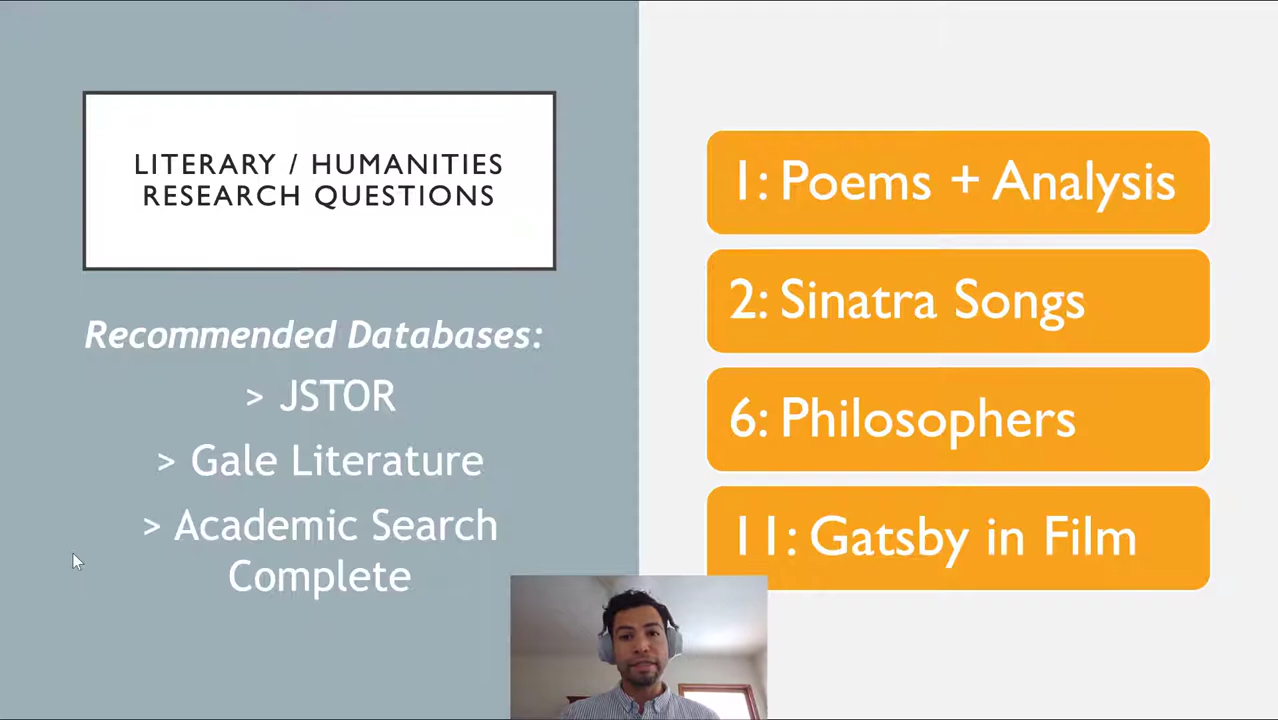 LITERARY / HUMANITIES
RESEARCH QUESTIONS
Recommended Databases:
> JSTOR
> Gale Literature
> Academic Search
Complete
1: Poems + Analysis
2: Sinatra Songs
6: Philosophers
11: Gatsby in Film